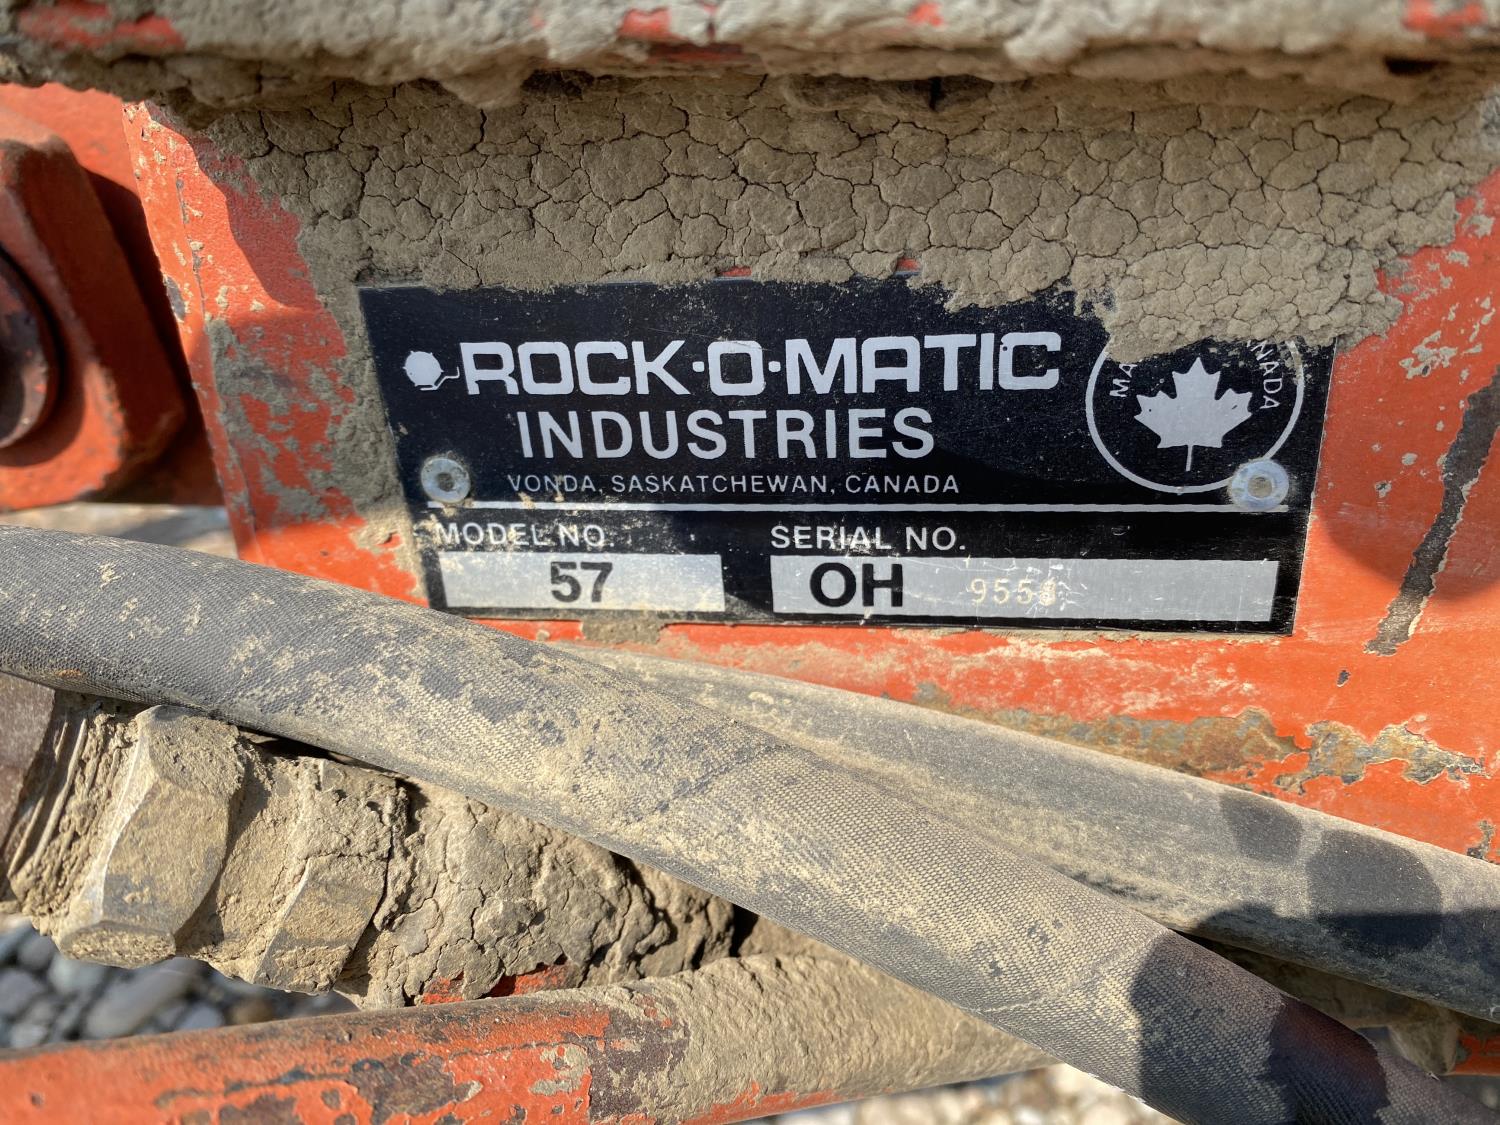 ROCK·O·MATIC
INDUSTRIES
VONDA, SASKATCHEWAN, CANADA
MODEL NO.
57
SERIAL NO.
OH